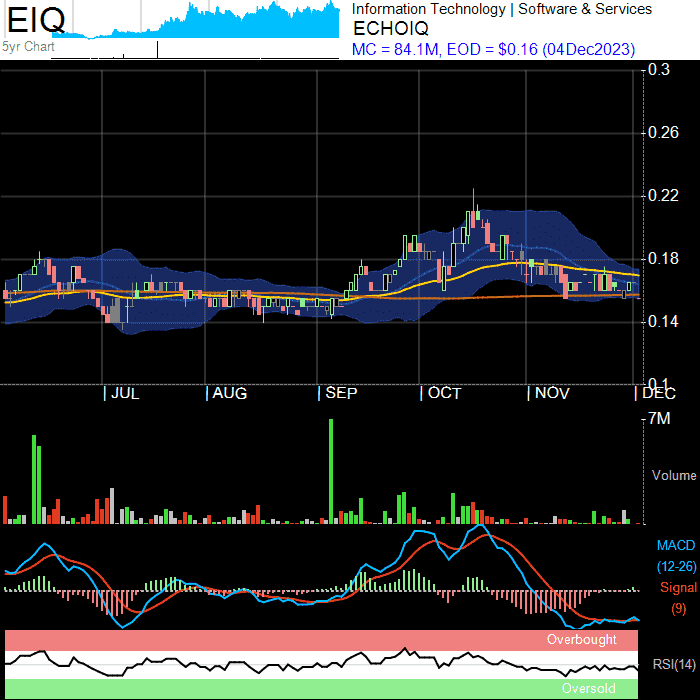 EIQ
5yr Chart
Information Technology | Software & Services
ECHOIQ
MC = 84.1M, EOD = $0.16 (04Dec2023)
0.3
0.26
0.22
0.18
0.14
0.1
| JUL | AUG | SEP | OCT | NOV | DEC
7M
Volume
MACD
(12-26)
Signal
(9)
Overbought
RSI(14)
Oversold